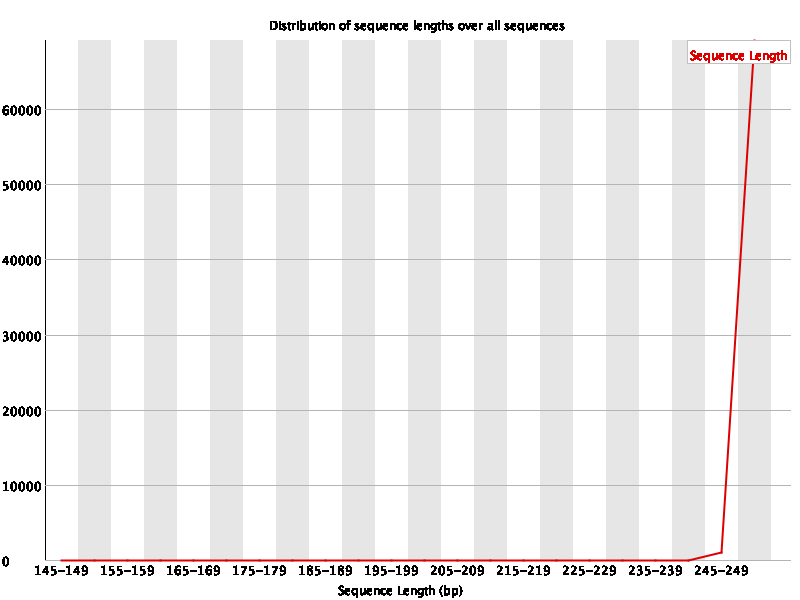 Distribution of sequence lengths over all sequences
Sequence Length
60000
50000
40000
30000
20000
10000
0
145-149 155-159 165-169 175-179 185-189 195-199 205-209 215-219 225-229 235-239 245-249
Sequence Length (bp)